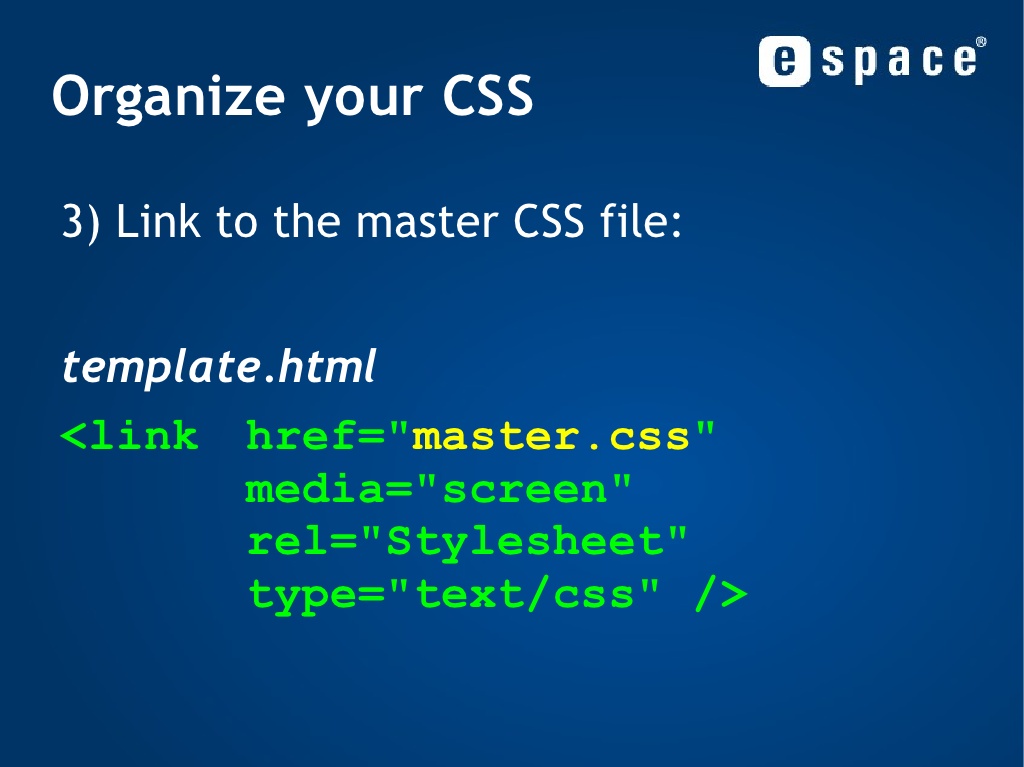 espace®
Organize your CSS
3) Link to the master CSS file:
template.html
<link href="master.css"
media="screen"
rel="Stylesheet"
type="text/css" />